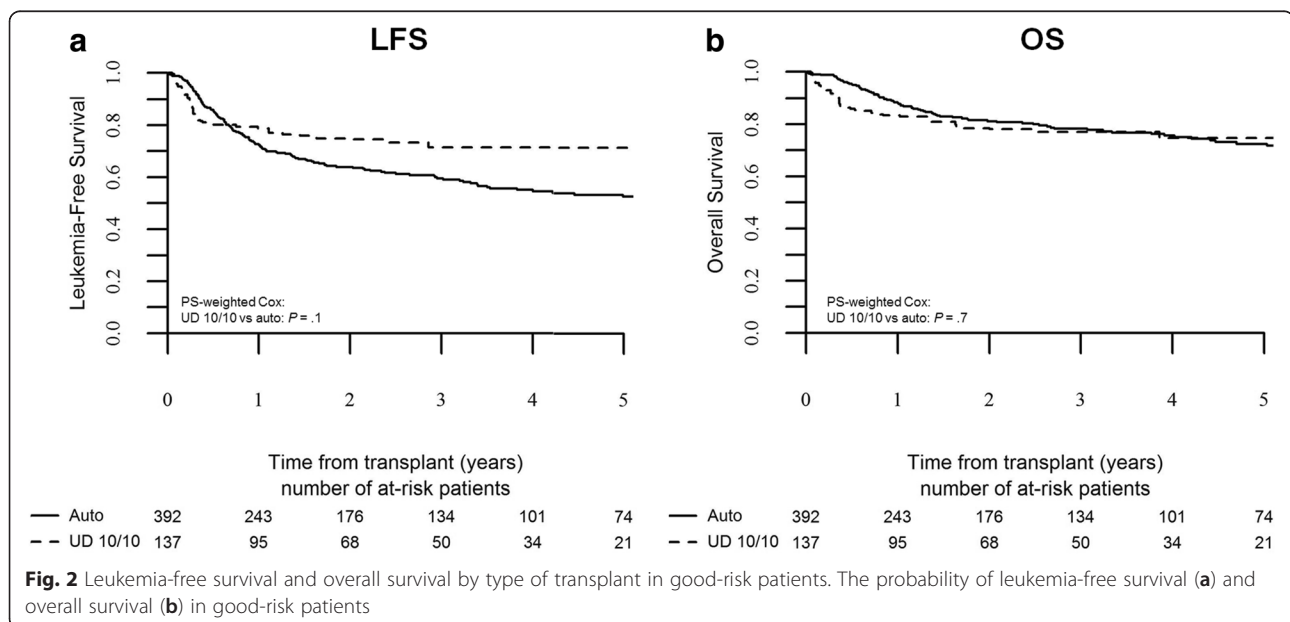 a
LFS
Leukemia-Free Survival
1.0
0.8
0.6
0.4
0.2
0.0
PS-weighted Cox:
UD 10/10 vs auto: P = .1
0 1 2 3 4 5
Time from transplant (years)
number of at-risk patients
Auto 392 243 176 134 101 74
UD 10/10 137 95 68 50 34 21
b
OS
Overall Survival
1.0
0.8
0.6
0.4
0.2
0.0
PS-weighted Cox:
UD 10/10 vs auto: P = .7
0 1 2 3 4 5
Time from transplant (years)
number of at-risk patients
Auto 392 243 176 134 101 74
UD 10/10 137 95 68 50 34 21
Fig. 2 Leukemia-free survival and overall survival by type of transplant in good-risk patients. The probability of leukemia-free survival (a) and
overall survival (b) in good-risk patients